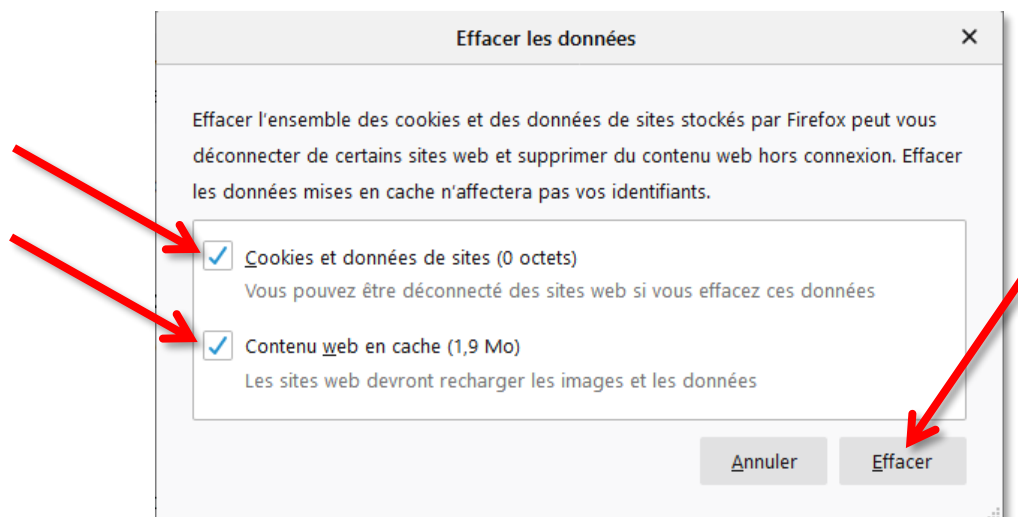 Effacer les données
Effacer l'ensemble des cookies et des données de sites stockés par Firefox peut vous
déconnecter de certains sites web et supprimer du contenu web hors connexion. Effacer
les données mises en cache n'affectera pas vos identifiants.
Cookies et données de sites (0 octets)
Vous pouvez être déconnecté des sites web si vous effacez ces données
Contenu web en cache (1,9 Mo)
Les sites web devront recharger les images et les données
Annuler Effacer